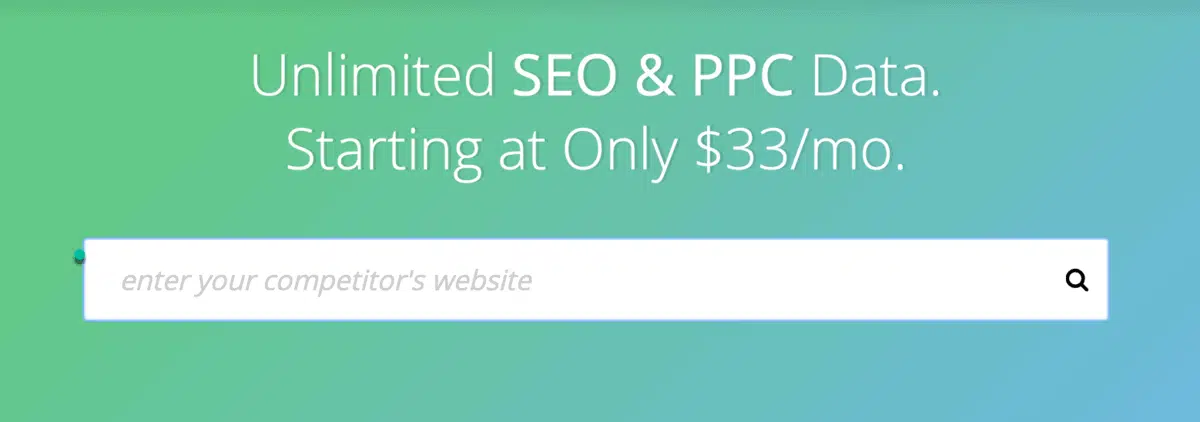 Unlimited SEO & PPC Data.
Starting at Only $33/mo.
enter your competitor's website